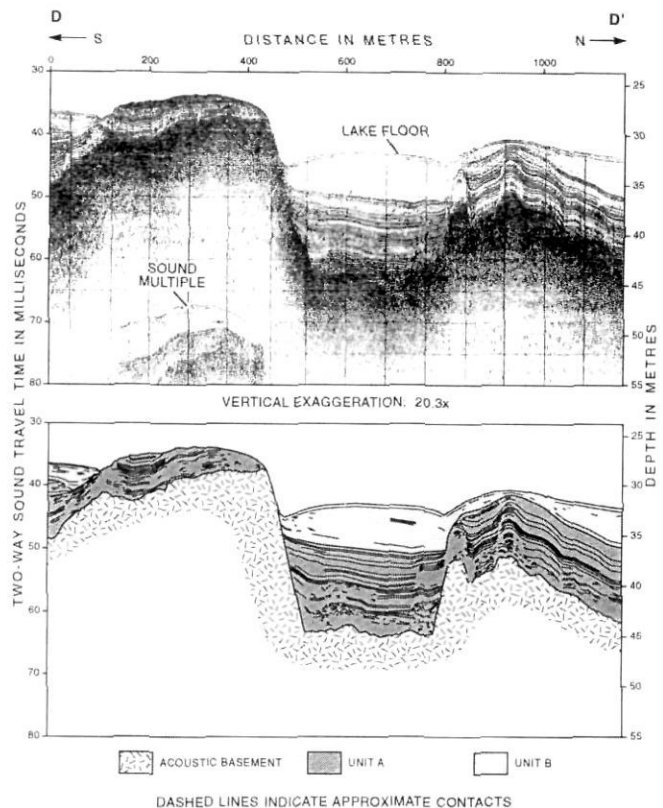 D D'
S DISTANCE IN METRES N
0 200 400 600 800 1000
30 40 50 60 70 80
25 30 35 40 45 50 55
LAKE FLOOR
SOUND
MULTIPLE
TWO-WAY SOUND TRAVEL TIME IN MILLISECONDS
DEPTH IN METRES
VERTICAL EXAGGERATION: 20.3x
30 40 50 60 70 80
25 30 35 40 45 50 55
ACOUSTIC BASEMENT UNIT A UNIT B
DASHED LINES INDICATE APPROXIMATE CONTACTS